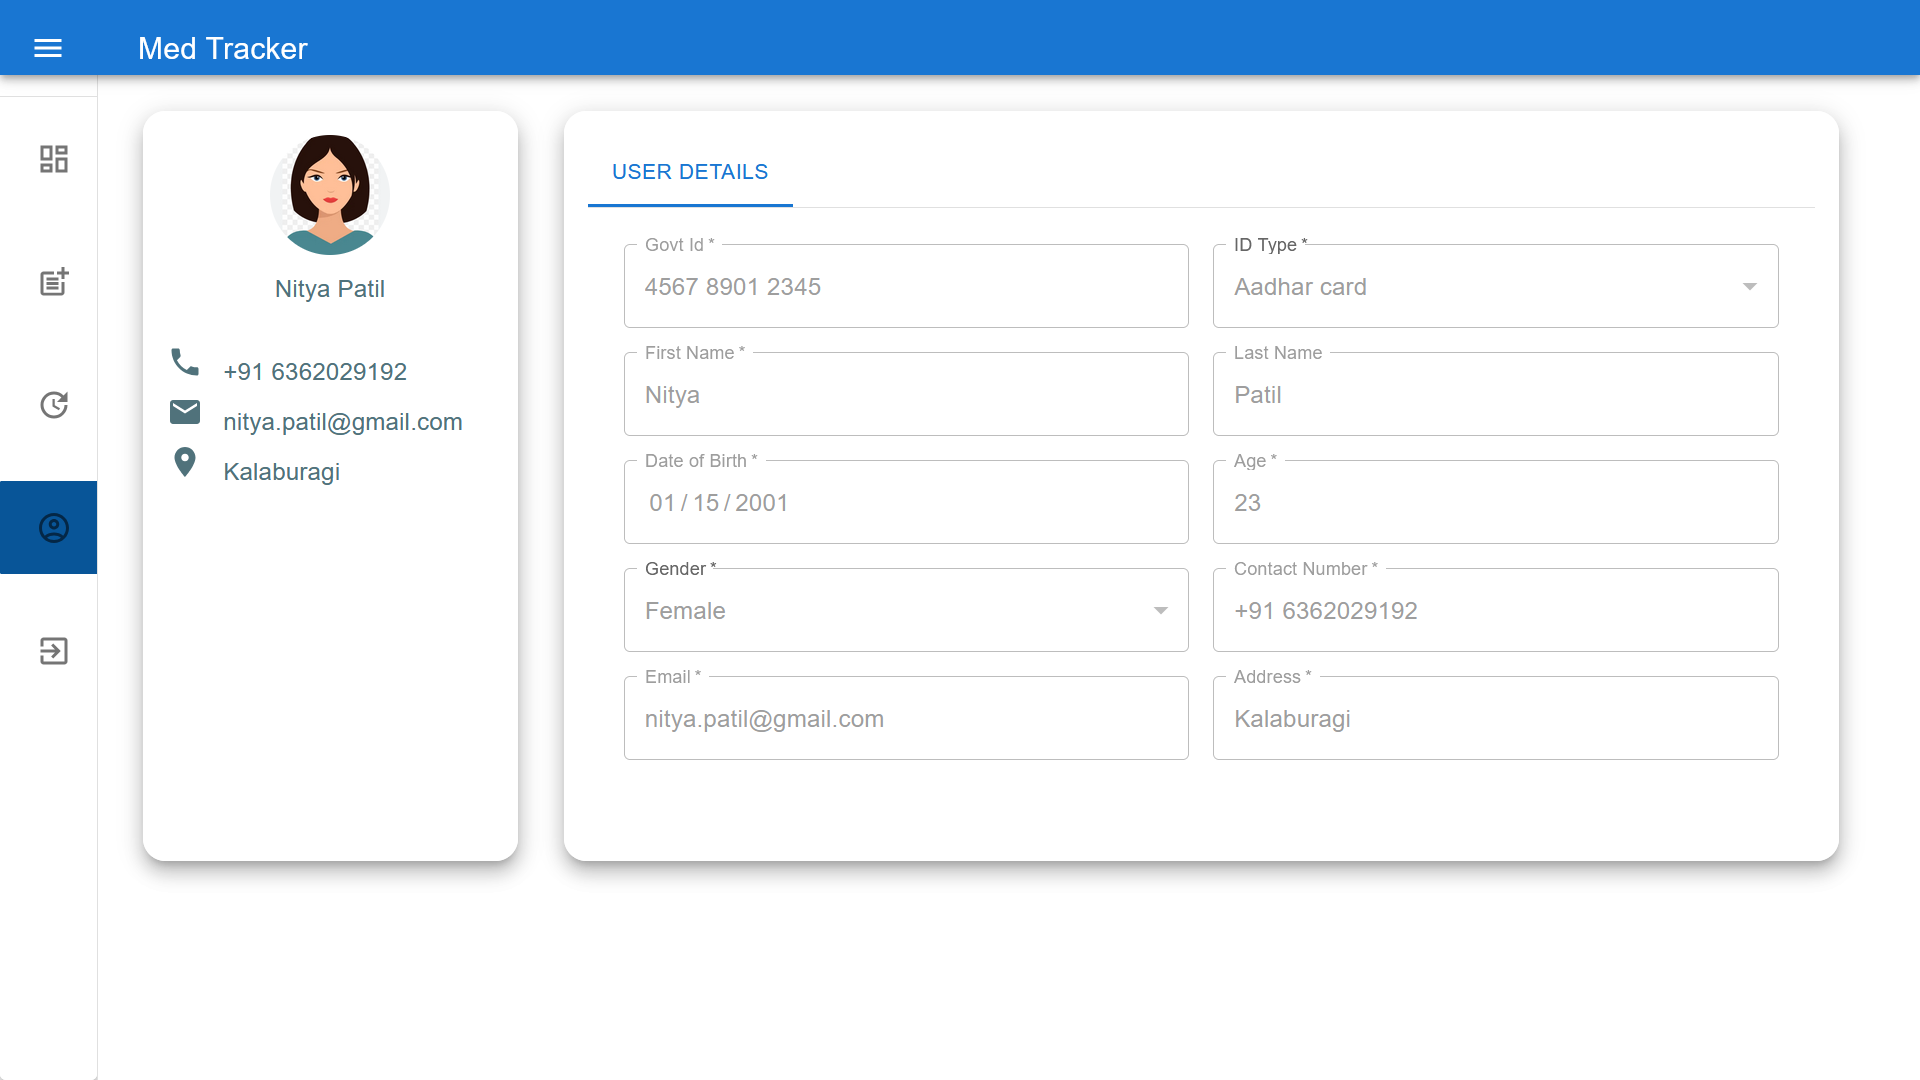 Med Tracker
Nitya Patil
+91 6362029192
nitya.patil@gmail.com
Kalaburagi
USER DETAILS
Govt Id *
4567 8901 2345
ID Type *
Aadhar card
First Name *
Nitya
Last Name
Patil
Date of Birth *
01 / 15 / 2001
Age *
23
Gender *
Female
Contact Number *
+91 6362029192
Email *
nitya.patil@gmail.com
Address *
Kalaburagi